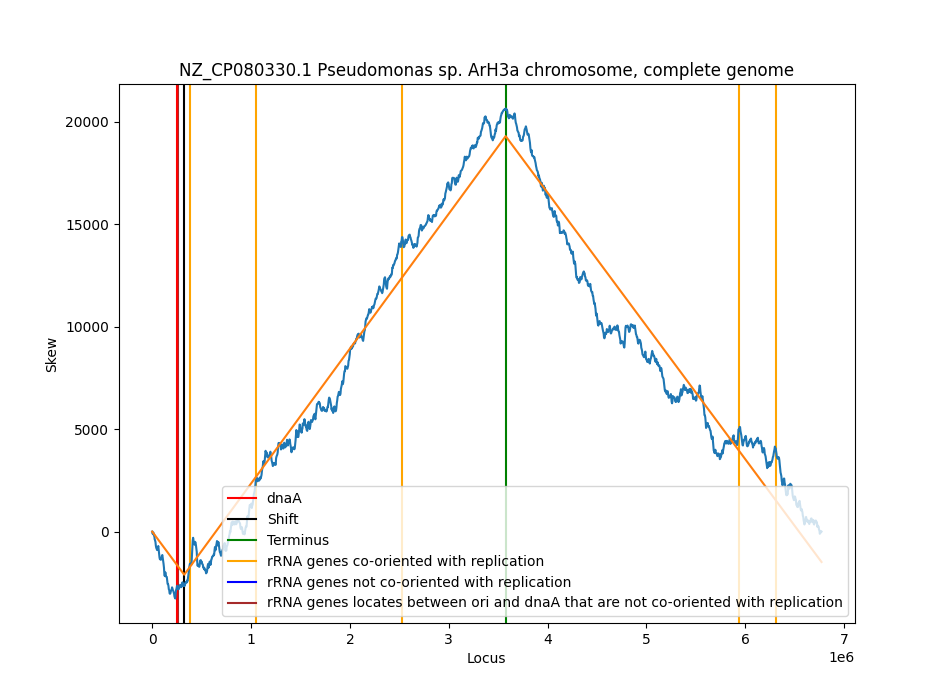 NZ_CP080330.1 Pseudomonas sp. ArH3a chromosome, complete genome
20000
15000
10000
5000
0
Skew
dnaA
Shift
Terminus
rRNA genes co-oriented with replication
rRNA genes not co-oriented with replication
rRNA genes locates between ori and dnaA that are not co-oriented with replication
0 1 2 3 4 5 6 7
1e6
Locus